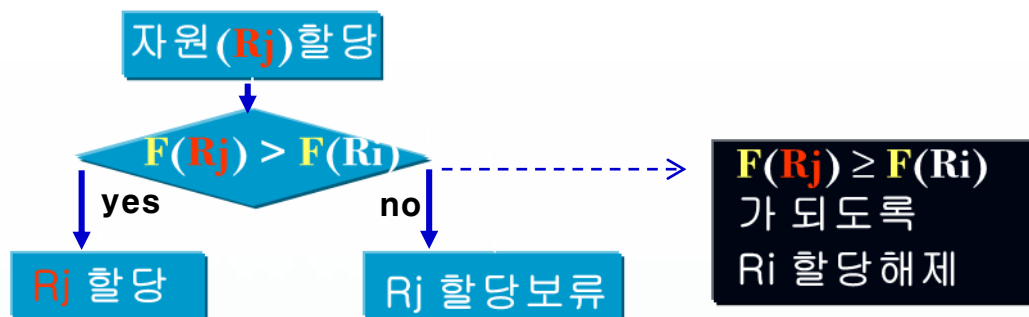 자원(Rj)할당
F(Rj) > F(Ri)
yes
no
Rj 할당
Rj 할당보류
F(Rj) ≥ F(Ri)
가 되도록
Ri 할당해제